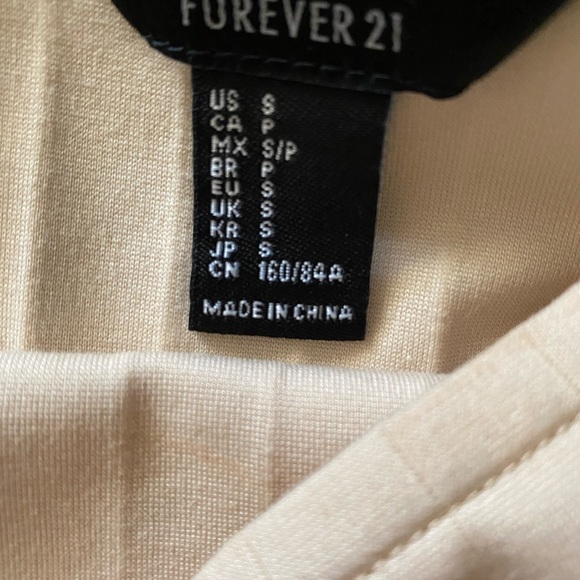 FOREVER 21
US S
CA P
MX S/P
BR P
EU S
UK S
KR S
JP S
CN 160/84A
MADE IN CHINA